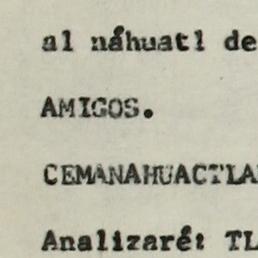 al náhuatl de
AMIGOS.
CEMANAHUACTLA
Analizaré: TL